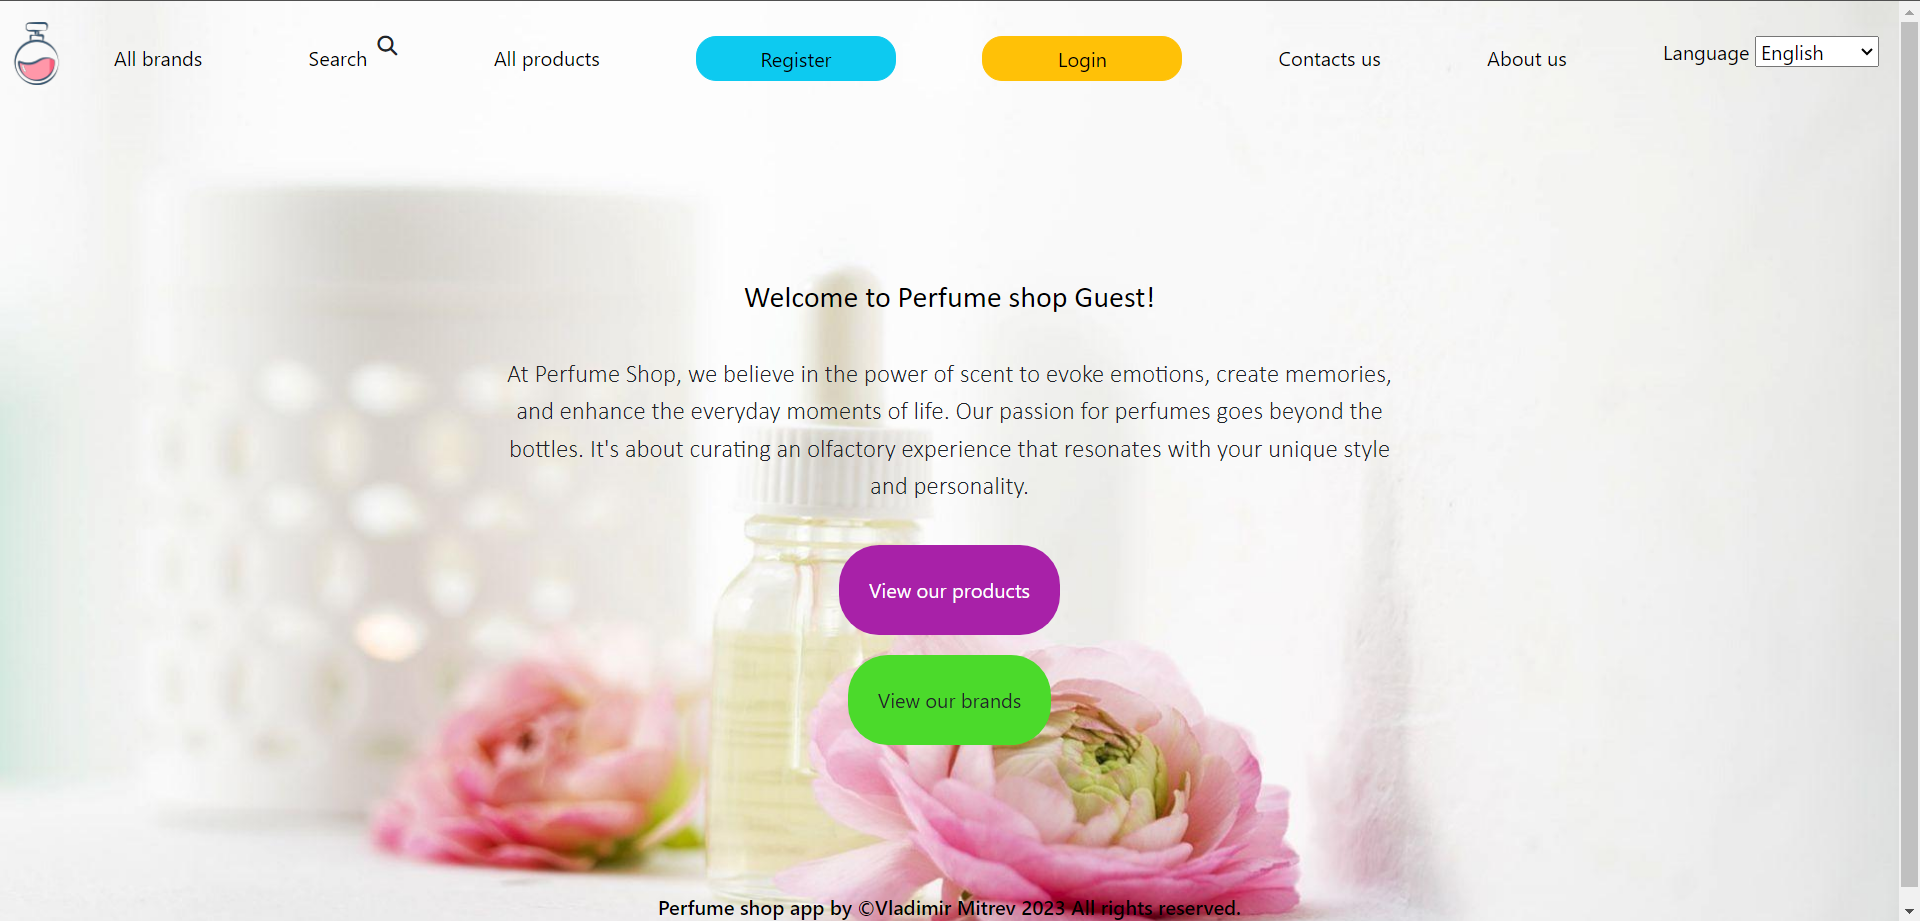 All brands
Search
All products
Register
Login
Contacts us
About us
Language English
Welcome to Perfume shop Guest!
At Perfume Shop, we believe in the power of scent to evoke emotions, create memories,
and enhance the everyday moments of life. Our passion for perfumes goes beyond the
bottles. It's about curating an olfactory experience that resonates with your unique style
and personality.
View our products
View our brands
Perfume shop app by ©Vladimir Mitrev 2023 All rights reserved.